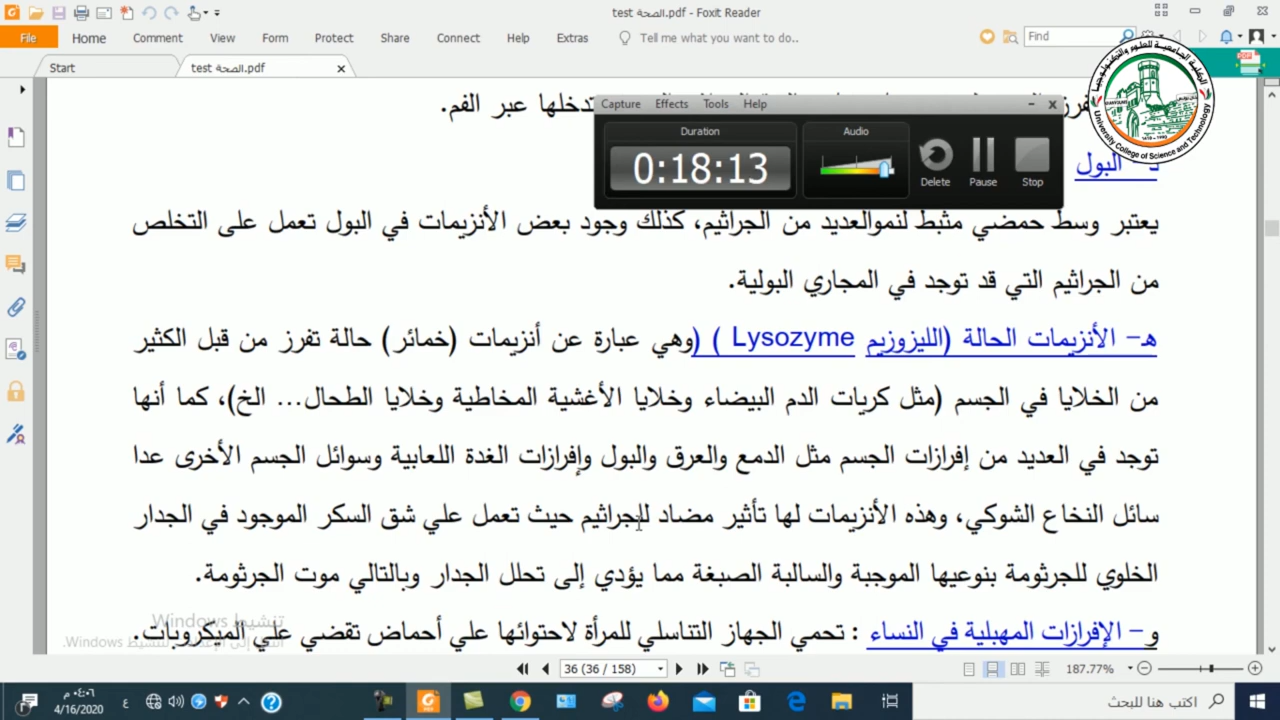 test الصحة.pdf - Foxit Reader
File Home Comment View Form Protect Share Connect Help Extras Tell me what you want to do.. Find
Start test الصحة.pdf
تدخلها عبر الفم.
Capture Effects Tools Help
Duration Audio
0:18:13 Delete Pause Stop
الكلية الجامعية للعلوم والتكنولوجيا
University College of Science and Technology
د - البول
يعتبر وسط حمضي مثبط لنموالعديد من الجراثيم، كذلك وجود بعض الأنزيمات في البول تعمل على التخلص
من الجراثيم التي قد توجد في المجاري البولية.
هـ- الأنزيمات الحالة (الليزوزيم Lysozyme ) (وهي عبارة عن أنزيمات (خمائر) حالة تفرز من قبل الكثير
من الخلايا في الجسم (مثل كريات الدم البيضاء وخلايا الأغشية المخاطية وخلايا الطحال... الخ)، كما أنها
توجد في العديد من إفرازات الجسم مثل الدمع والعرق والبول وإفرازات الغدة اللعابية وسوائل الجسم الأخرى عدا
سائل النخاع الشوكي، وهذه الأنزيمات لها تأثير مضاد للجراثيم حيث تعمل علي شق السكر الموجود في الجدار
الخلوي للجرثومة بنوعيها الموجبة والسالبة الصبغة مما يؤدي إلى تحلل الجدار وبالتالي موت الجرثومة.
تنشيط Windows
و- الإفرازات المهبلية في النساء : تحمي الجهاز التناسلي للمرأة لاحتوائها علي أحماض تقضي علي الميكروبات.
36 (36 / 158) 187.77%
٠٤:٠٦ م
4/16/2020
ع
اكتب هنا للبحث